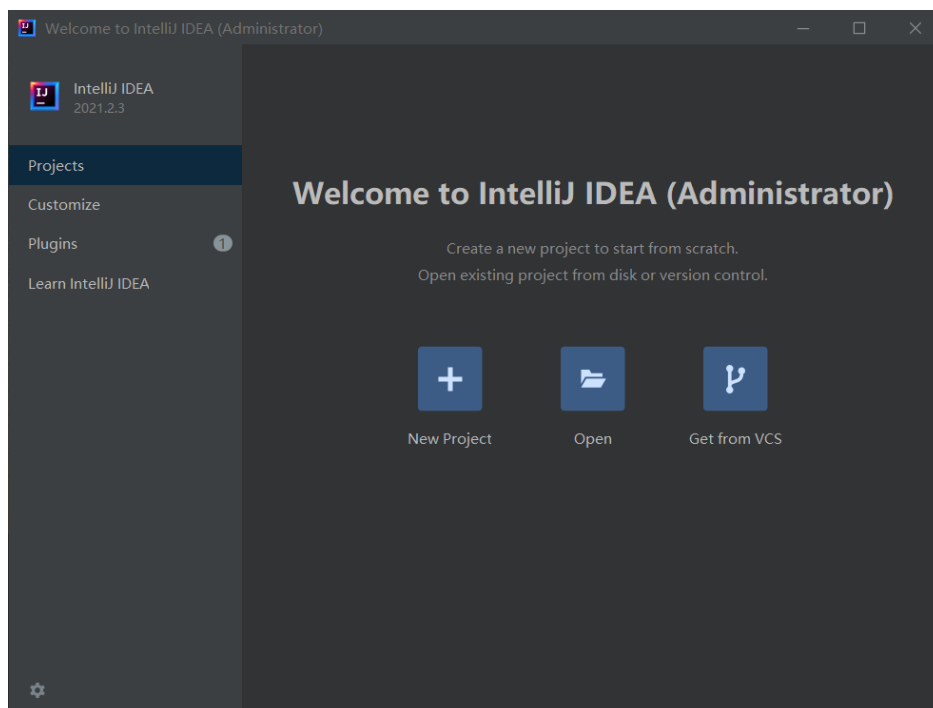 Welcome to IntelliJ IDEA (Administrator)
IJ
IntelliJ IDEA
2021.2.3
Projects
Customize
Plugins
1
Learn IntelliJ IDEA
Welcome to IntelliJ IDEA (Administrator)
Create a new project to start from scratch.
Open existing project from disk or version control.
New Project
Open
Get from VCS